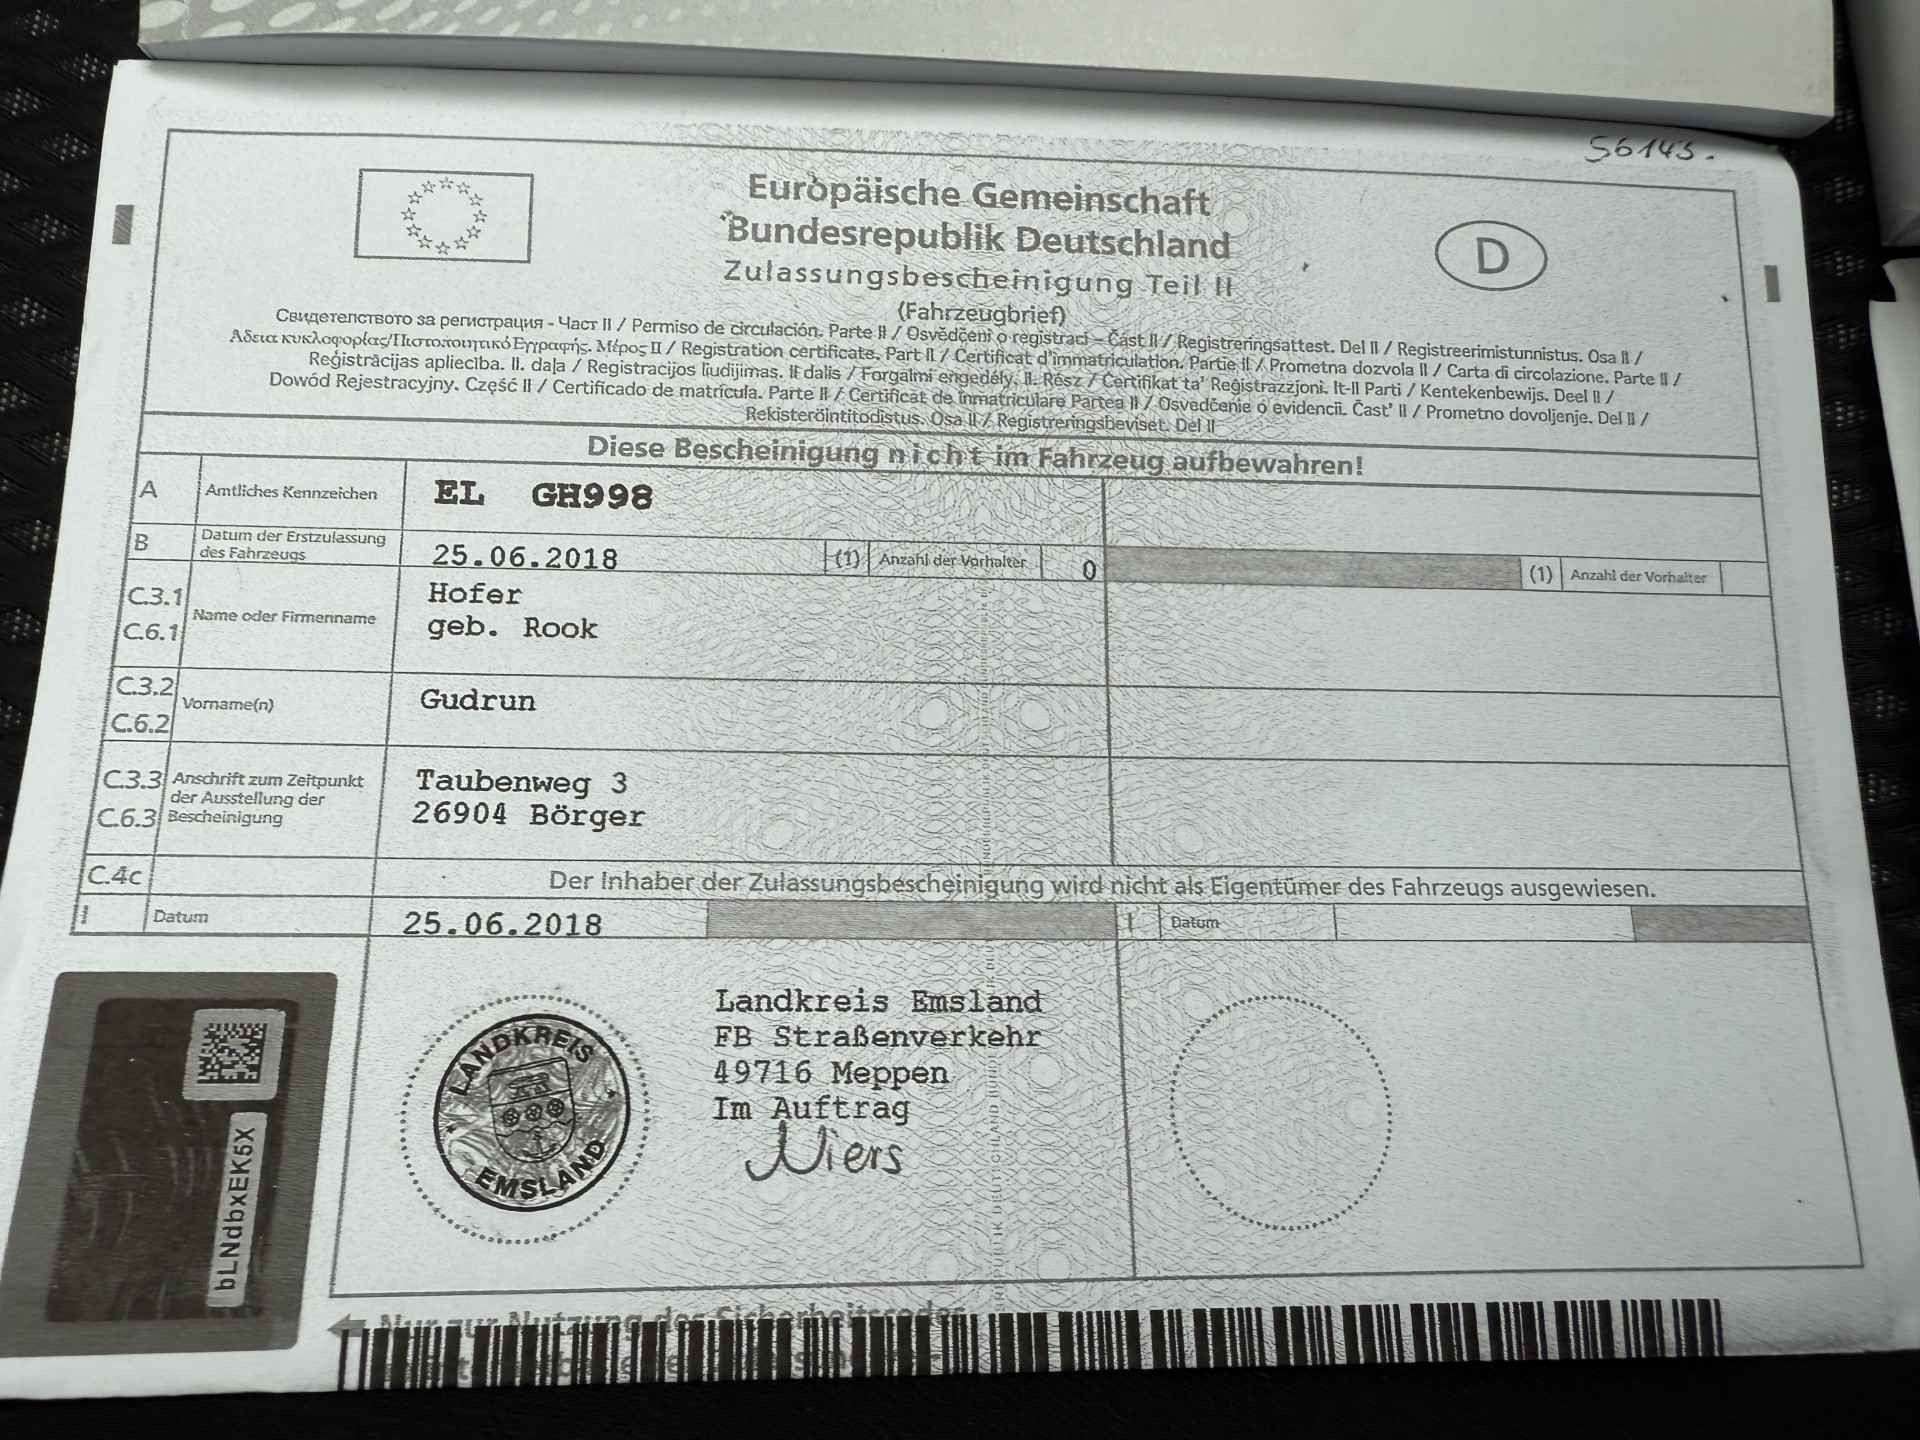 56143.
Europäische Gemeinschaft
Bundesrepublik Deutschland
D
Zulassungsbescheinigung Teil II
(Fahrzeugbrief)
Свидетелството за регистрация - Част II / Permiso de circulación. Parte II / Osvědčení o registraci – Část II / Registreringsattest. Del II / Registreerimistunnistus. Osa II /
Άδεια κυκλοφορίας/Πιστοποιητικό Εγγραφής. Μέρος II / Registration certificate. Part II / Certificat d'immatriculation. Partie II / Prometna dozvola II / Carta di circolazione. Parte II /
Reģistrācijas apliecība. II. daļa / Registracijos liudijimas. II dalis / Forgalmi engedély. II. Rész / Ċertifikat ta' Reġistrazzjoni. It-II Parti / Kentekenbewijs. Deel II /
Dowód Rejestracyjny. Część II / Certificado de matrícula. Parte II / Certificat de înmatriculare Partea II / Osvedčenie o evidencii. Časť II / Prometno dovoljenje. Del II /
Rekisteröintitodistus. Osa II / Registreringsbeviset. Del II
Diese Bescheinigung nicht im Fahrzeug aufbewahren!
A Amtliches Kennzeichen EL GH998
B Datum der Erstzulassung des Fahrzeugs 25.06.2018 (1) Anzahl der Vorhalter 0 (1) Anzahl der Vorhalter
C.3.1 Hofer
C.6.1 Name oder Firmenname geb. Rook
C.3.2
C.6.2 Vorname(n) Gudrun
C.3.3 Anschrift zum Zeitpunkt Taubenweg 3
der Ausstellung der
C.6.3 Bescheinigung 26904 Börger
C.4c Der Inhaber der Zulassungsbescheinigung wird nicht als Eigentümer des Fahrzeugs ausgewiesen.
I Datum 25.06.2018 I Datum
Landkreis Emsland
FB Straßenverkehr
49716 Meppen
Im Auftrag
Niers
LANDKREIS
EMSLAND
bLNdbxEK5X
Nur zur Nutzung des Sicherheitscodes